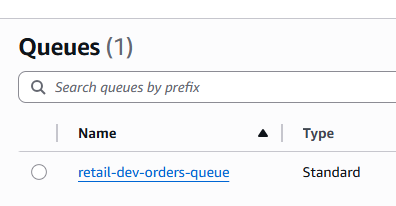 Queues (1)
Search queues by prefix
Name Type
retail-dev-orders-queue Standard